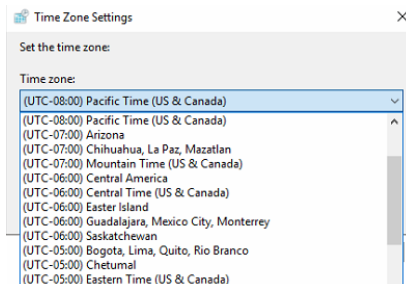 Time Zone Settings
Set the time zone:
Time zone:
(UTC-08:00) Pacific Time (US & Canada)
(UTC-08:00) Pacific Time (US & Canada)
(UTC-07:00) Arizona
(UTC-07:00) Chihuahua, La Paz, Mazatlan
(UTC-07:00) Mountain Time (US & Canada)
(UTC-06:00) Central America
(UTC-06:00) Central Time (US & Canada)
(UTC-06:00) Easter Island
(UTC-06:00) Guadalajara, Mexico City, Monterrey
(UTC-06:00) Saskatchewan
(UTC-05:00) Bogota, Lima, Quito, Rio Branco
(UTC-05:00) Chetumal
(UTC-05:00) Eastern Time (US & Canada)